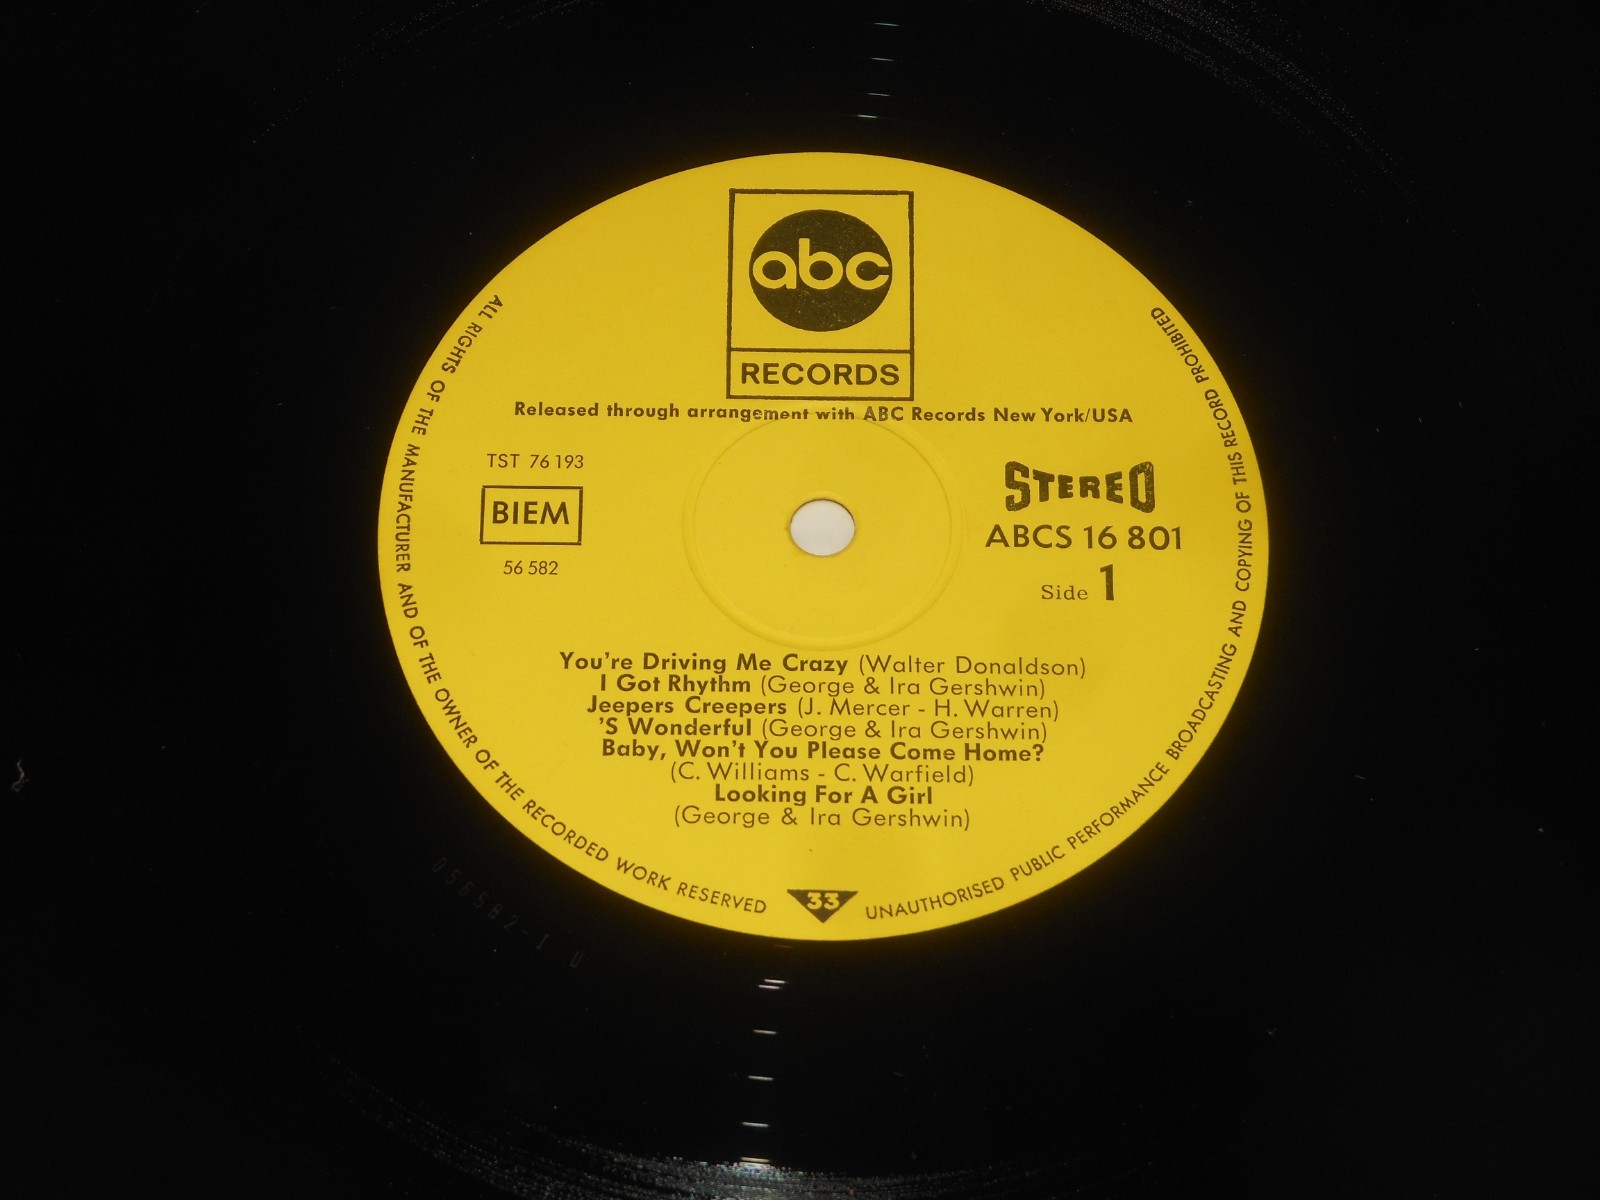 abc
RECORDS
Released through arrangement with ABC Records New York/USA
TST 76 193
BIEM
56 582
STEREO
ABCS 16 801
Side 1
You're Driving Me Crazy (Walter Donaldson)
I Got Rhythm (George & Ira Gershwin)
Jeepers Creepers (J. Mercer - H. Warren)
'S Wonderful (George & Ira Gershwin)
Baby, Won't You Please Come Home?
(C. Williams - C. Warfield)
Looking For A Girl
(George & Ira Gershwin)
33
ALL RIGHTS OF THE MANUFACTURER AND OF THE OWNER OF THE RECORDED WORK RESERVED
UNAUTHORISED PUBLIC PERFORMANCE BROADCASTING AND COPYING OF THIS RECORD PROHIBITED